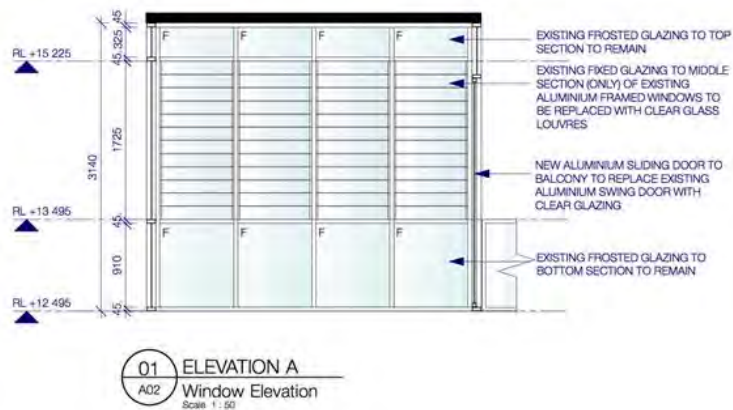 45
325
45
1725
3140
45
910
45
RL +15 225
RL +13 495
RL +12 495
F F F F
F F F F
EXISTING FROSTED GLAZING TO TOP
SECTION TO REMAIN
EXISTING FIXED GLAZING TO MIDDLE
SECTION (ONLY) OF EXISTING
ALUMINIUM FRAMED WINDOWS TO
BE REPLACED WITH CLEAR GLASS
LOUVRES
NEW ALUMINIUM SLIDING DOOR TO
BALCONY TO REPLACE EXISTING
ALUMINIUM SWING DOOR WITH
CLEAR GLAZING
EXISTING FROSTED GLAZING TO
BOTTOM SECTION TO REMAIN
01
A02
ELEVATION A
Window Elevation
Scale 1 : 50